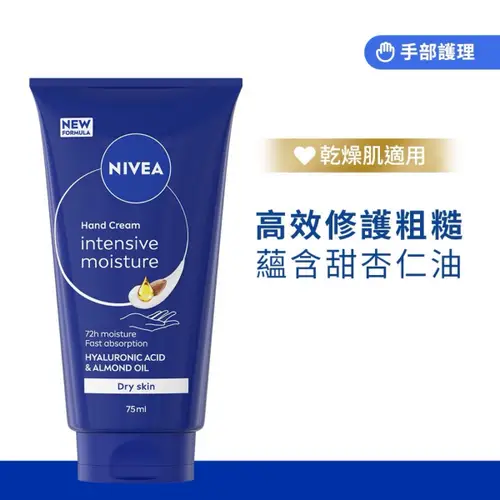 手部護理
乾燥肌適用
高效修護粗糙
蘊含甜杏仁油
NEW
FORMULA
NIVEA
Hand Cream
intensive
moisture
72h moisture
Fast absorption
HYALURONIC ACID
& ALMOND OIL
Dry skin
75ml